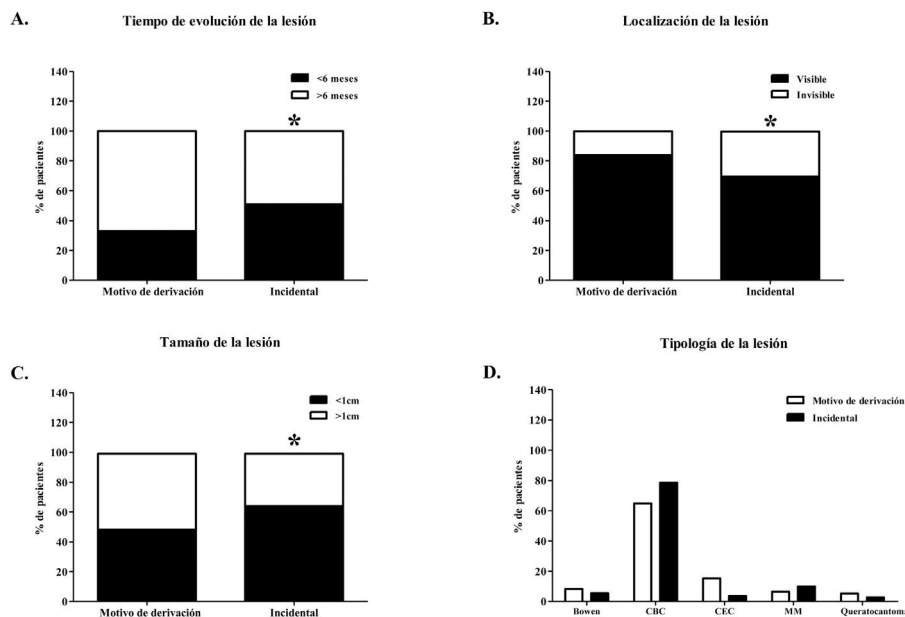 A.
Tiempo de evolución de la lesión
<6 meses
>6 meses
*
140
120
100
80
60
40
20
0
% de pacientes
Motivo de derivación
Incidental
B.
Localización de la lesión
Visible
Invisible
*
140
120
100
80
60
40
20
0
% de pacientes
Motivo de derivación
Incidental
C.
Tamaño de la lesión
<1cm
>1cm
*
140
120
100
80
60
40
20
0
% de pacientes
Motivo de derivación
Incidental
D.
Tipología de la lesión
Motivo de derivación
Incidental
140
120
100
80
60
40
20
0
% de pacientes
Bowen
CBC
CEC
MM
Queratocantoma